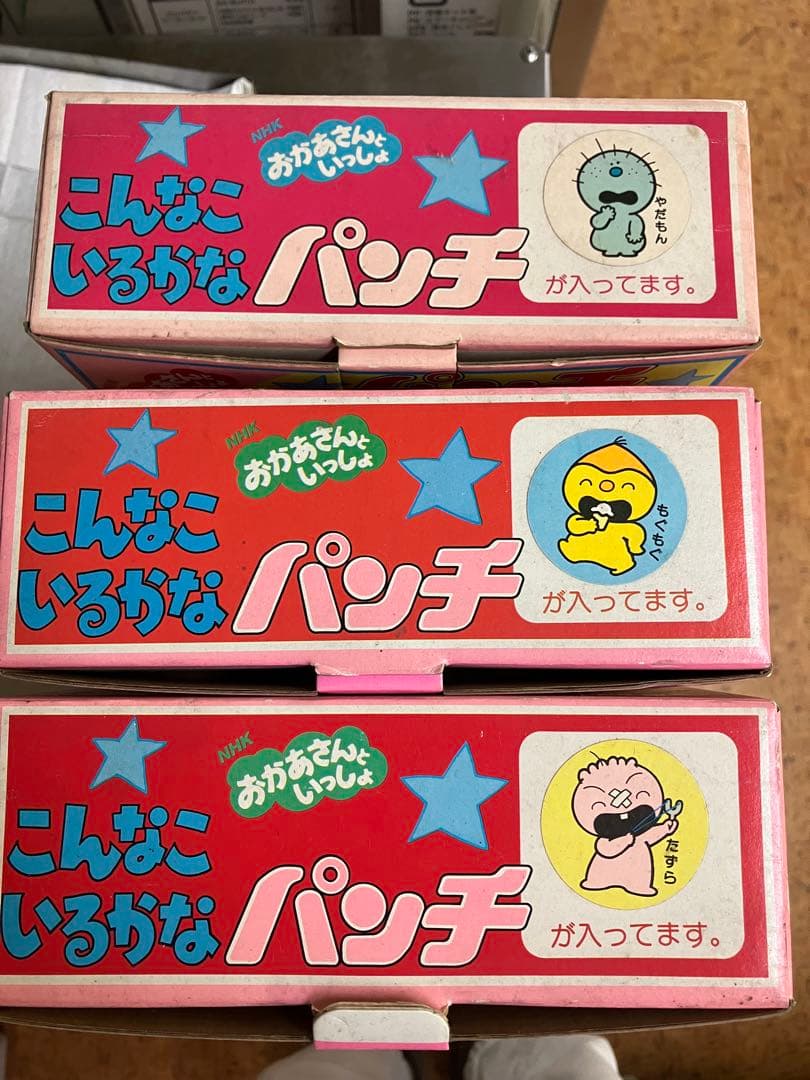 NHK
おかあさんと
いっしょ
こんなこ
いるかな
パンチ
やだもん
が入ってます。
NHK
おかあさんと
いっしょ
こんなこ
いるかな
パンチ
もぐもぐ
が入ってます。
NHK
おかあさんと
いっしょ
こんなこ
いるかな
パンチ
たずら
が入ってます。